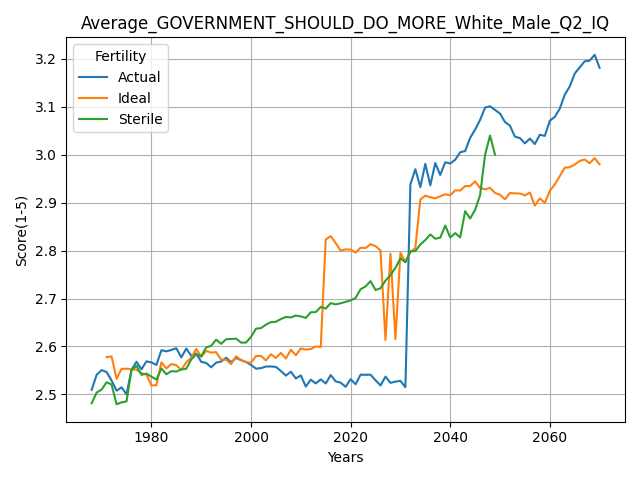 Average_GOVERNMENT_SHOULD_DO_MORE_White_Male_Q2_IQ
Fertility
Actual
Ideal
Sterile
Score(1-5)
3.2
3.1
3.0
2.9
2.8
2.7
2.6
2.5
1980
2000
2020
2040
2060
Years